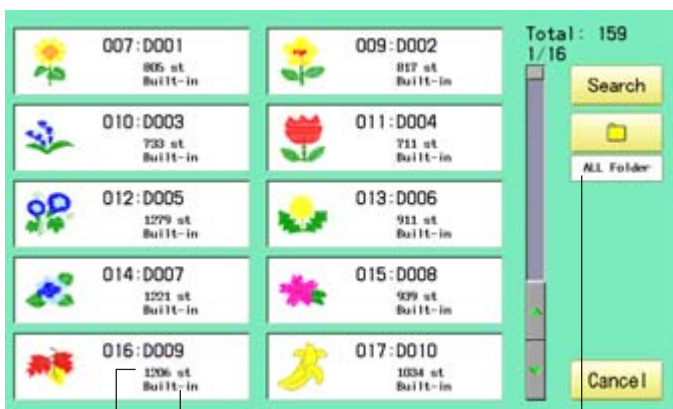 007:D001
805 st
Built-in
009:D002
817 st
Built-in
010:D003
733 st
Built-in
011:D004
711 st
Built-in
012:D005
1279 st
Built-in
013:D006
911 st
Built-in
014:D007
1221 st
Built-in
015:D008
939 st
Built-in
016:D009
1206 st
Built-in
017:D010
1034 st
Built-in
Total: 159
1/16
Search
ALL Folder
Cancel